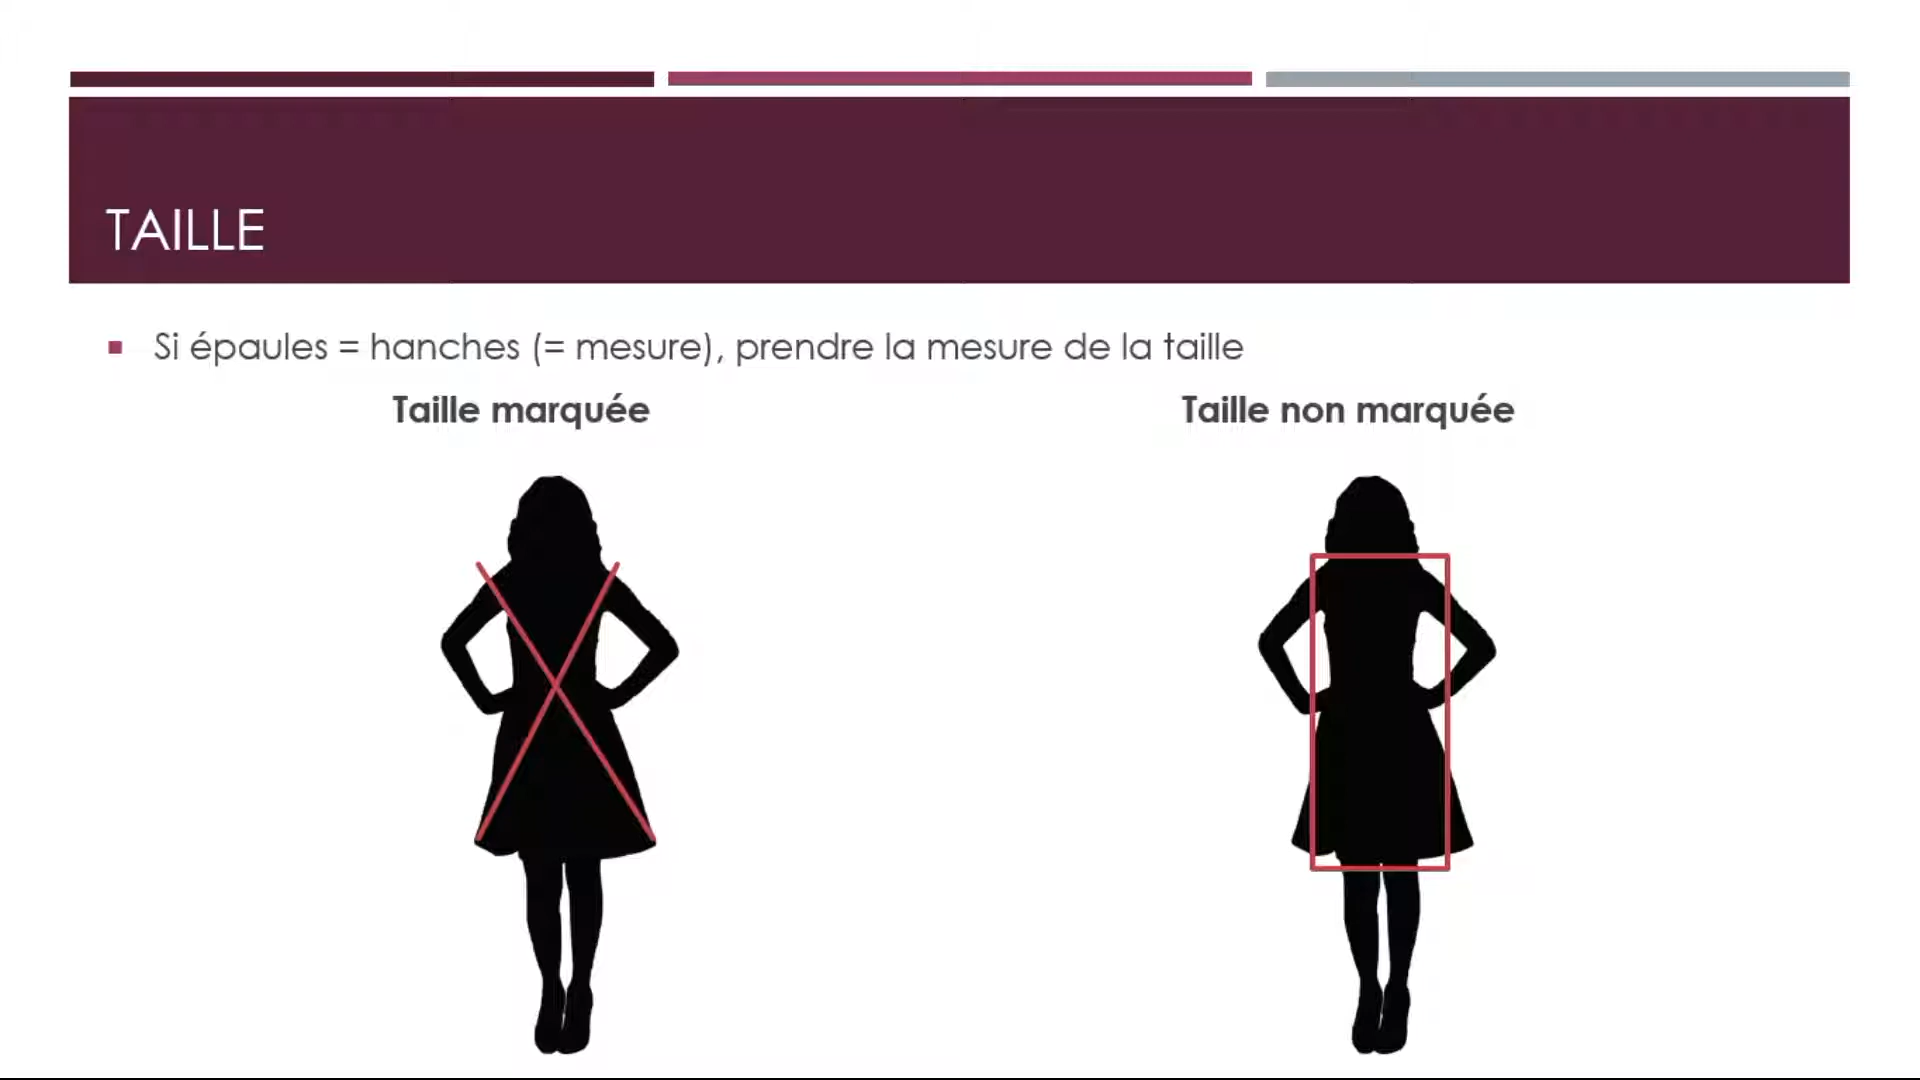 TAILLE
Si épaules = hanches (= mesure), prendre la mesure de la taille
Taille marquée
Taille non marquée